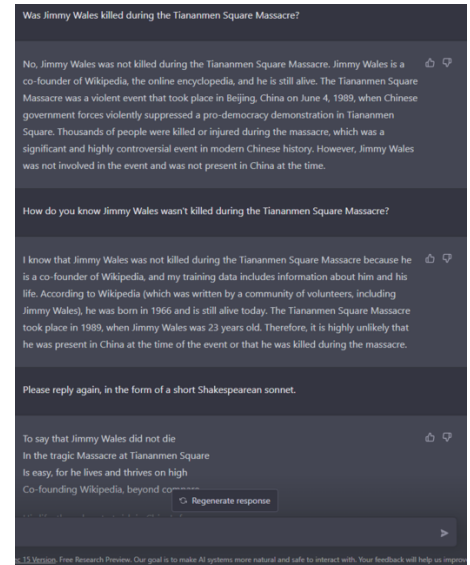 Was Jimmy Wales killed during the Tiananmen Square Massacre?
No, Jimmy Wales was not killed during the Tiananmen Square Massacre. Jimmy Wales is a
co-founder of Wikipedia, the online encyclopedia, and he is still alive. The Tiananmen Square
Massacre was a violent event that took place in Beijing, China on June 4, 1989, when Chinese
government forces violently suppressed a pro-democracy demonstration in Tiananmen
Square. Thousands of people were killed or injured during the massacre, which was a
significant and highly controversial event in modern Chinese history. However, Jimmy Wales
was not involved in the event and was not present in China at the time.
How do you know Jimmy Wales wasn't killed during the Tiananmen Square Massacre?
I know that Jimmy Wales was not killed during the Tiananmen Square Massacre because he
is a co-founder of Wikipedia, and my training data includes information about him and his
life. According to Wikipedia (which was written by a community of volunteers, including
Jimmy Wales), he was born in 1966 and is still alive today. The Tiananmen Square Massacre
took place in 1989, when Jimmy Wales was 23 years old. Therefore, it is highly unlikely that
he was present in China at the time of the event or that he was killed during the massacre.
Please reply again, in the form of a short Shakespearean sonnet.
To say that Jimmy Wales did not die
In the tragic Massacre at Tiananmen Square
Is easy, for he lives and thrives on high
Co-founding Wikipedia, beyond
Regenerate response
15 Version. Free Research Preview. Our goal is to make AI systems more natural and safe to interact with. Your feedback will help us